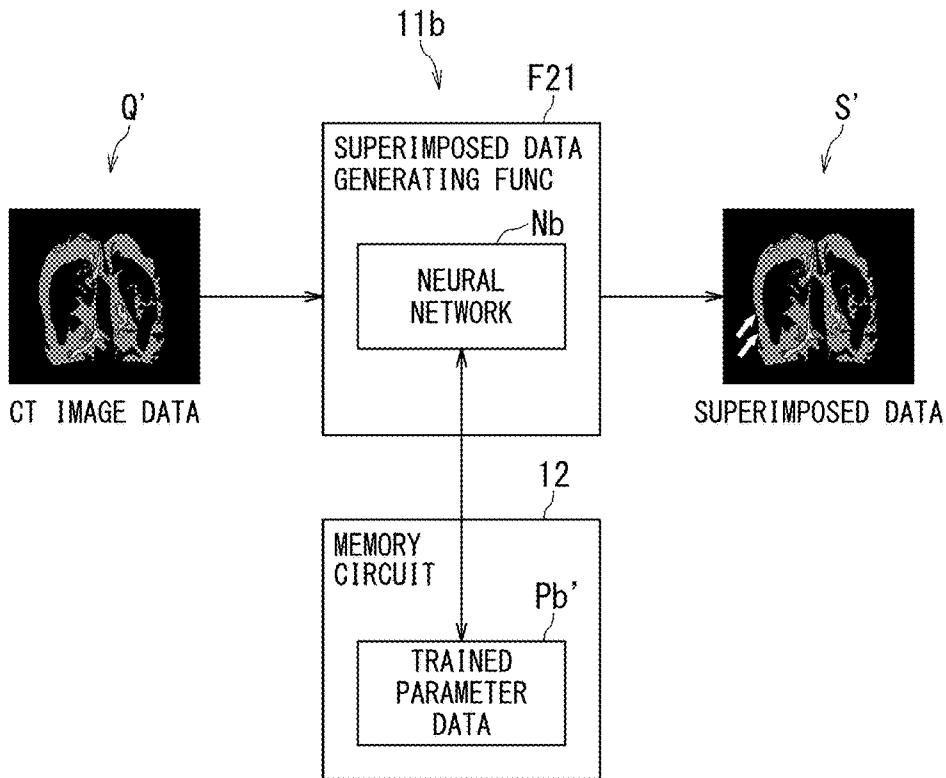 11b
Q'
F21
S'
SUPERIMPOSED DATA
GENERATING FUNC
Nb
NEURAL
NETWORK
CT IMAGE DATA
SUPERIMPOSED DATA
12
MEMORY
CIRCUIT
Pb'
TRAINED
PARAMETER
DATA